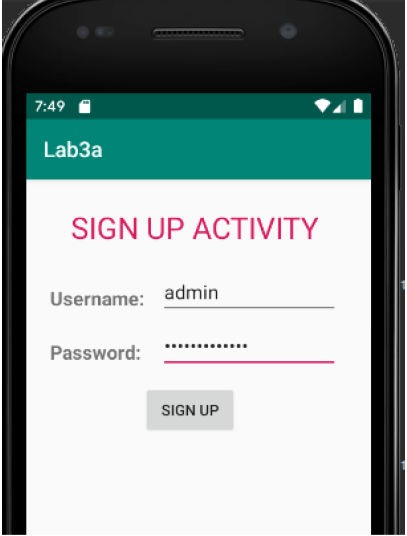 7:49
Lab3a
SIGN UP ACTIVITY
Username: admin
Password: •••••••••••••
SIGN UP